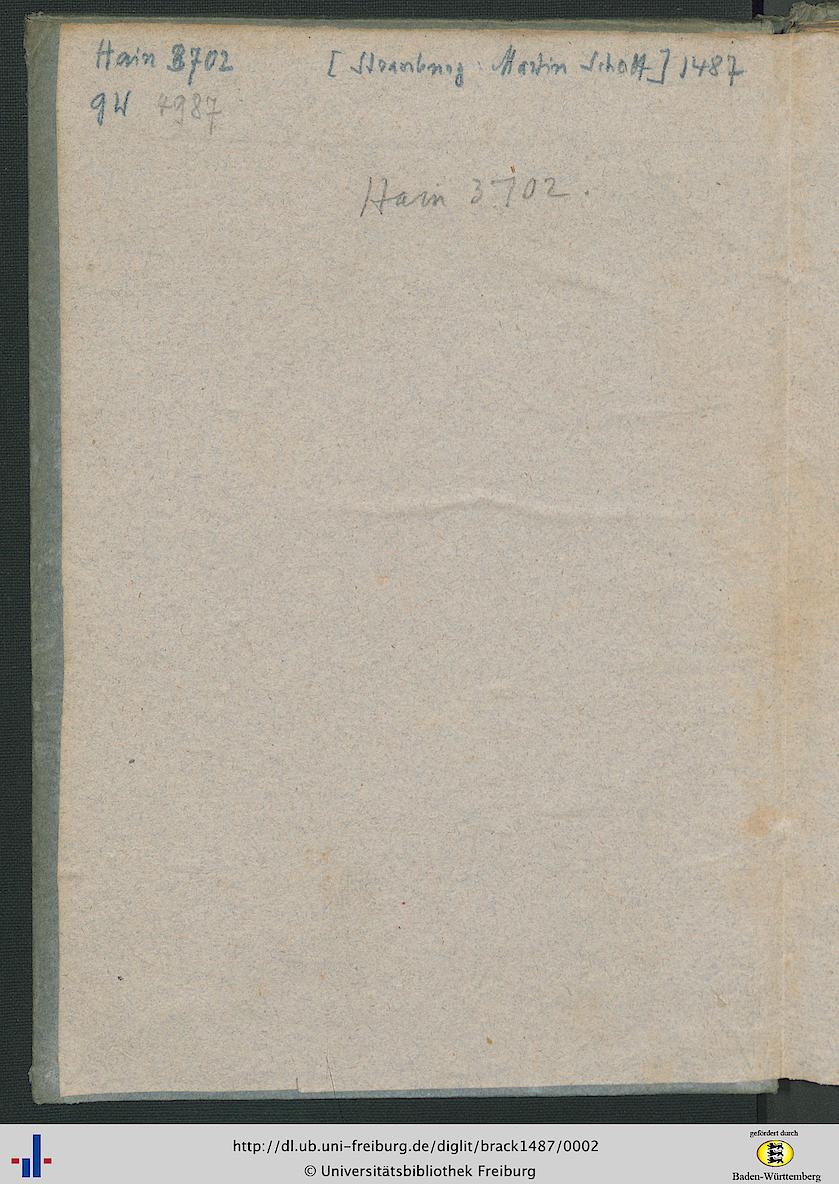 Hain 3702 [Strassburg: Martin Schott] 1487
GW 4987
Hain 3702.
http://dl.ub.uni-freiburg.de/diglit/brack1487/0002
© Universitätsbibliothek Freiburg
gefördert durch
Baden-Württemberg